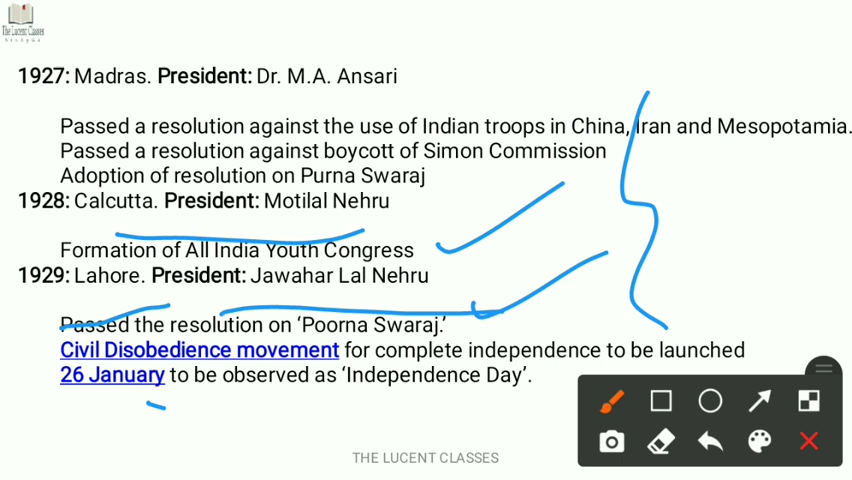 The Lucent Classes
1927: Madras. President: Dr. M.A. Ansari
Passed a resolution against the use of Indian troops in China, Iran and Mesopotamia.
Passed a resolution against boycott of Simon Commission
Adoption of resolution on Purna Swaraj
1928: Calcutta. President: Motilal Nehru
Formation of All India Youth Congress
1929: Lahore. President: Jawahar Lal Nehru
Passed the resolution on ‘Poorna Swaraj.’
Civil Disobedience movement for complete independence to be launched
26 January to be observed as ‘Independence Day’.
THE LUCENT CLASSES